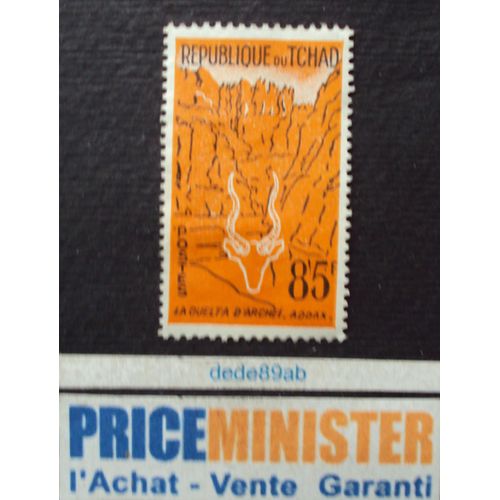 REPUBLIQUE DU TCHAD
POSTES
85F
LA GUELTA D'ARCHEI, ADDAX
dede89ab
PRICEMINISTER
l'Achat - Vente Garanti